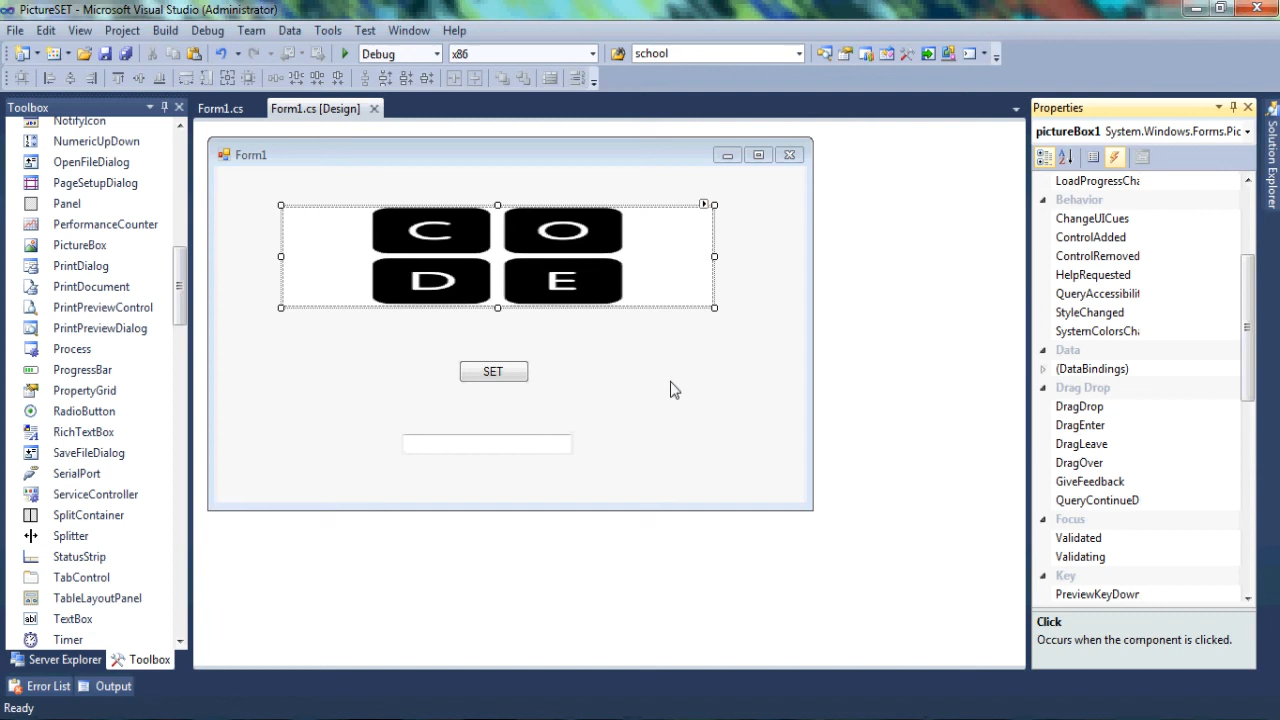 PictureSET - Microsoft Visual Studio (Administrator)
File Edit View Project Build Debug Team Data Tools Test Window Help
Debug x86 school
Toolbox
Form1.cs Form1.cs [Design]
Properties
NotifyIcon
NumericUpDown
OpenFileDialog
PageSetupDialog
Panel
PerformanceCounter
PictureBox
PrintDialog
PrintDocument
PrintPreviewControl
PrintPreviewDialog
Process
ProgressBar
PropertyGrid
RadioButton
RichTextBox
SaveFileDialog
SerialPort
ServiceController
SplitContainer
Splitter
StatusStrip
TabControl
TableLayoutPanel
TextBox
Timer
Server Explorer Toolbox
Form1
C O
D E
SET
pictureBox1 System.Windows.Forms.Pic
LoadProgressCha
Behavior
ChangeUICues
ControlAdded
ControlRemoved
HelpRequested
QueryAccessibilit
StyleChanged
SystemColorsCha
Data
(DataBindings)
Drag Drop
DragDrop
DragEnter
DragLeave
DragOver
GiveFeedback
QueryContinueD
Focus
Validated
Validating
Key
PreviewKeyDown
Click
Occurs when the component is clicked.
Solution Explorer
Error List Output
Ready